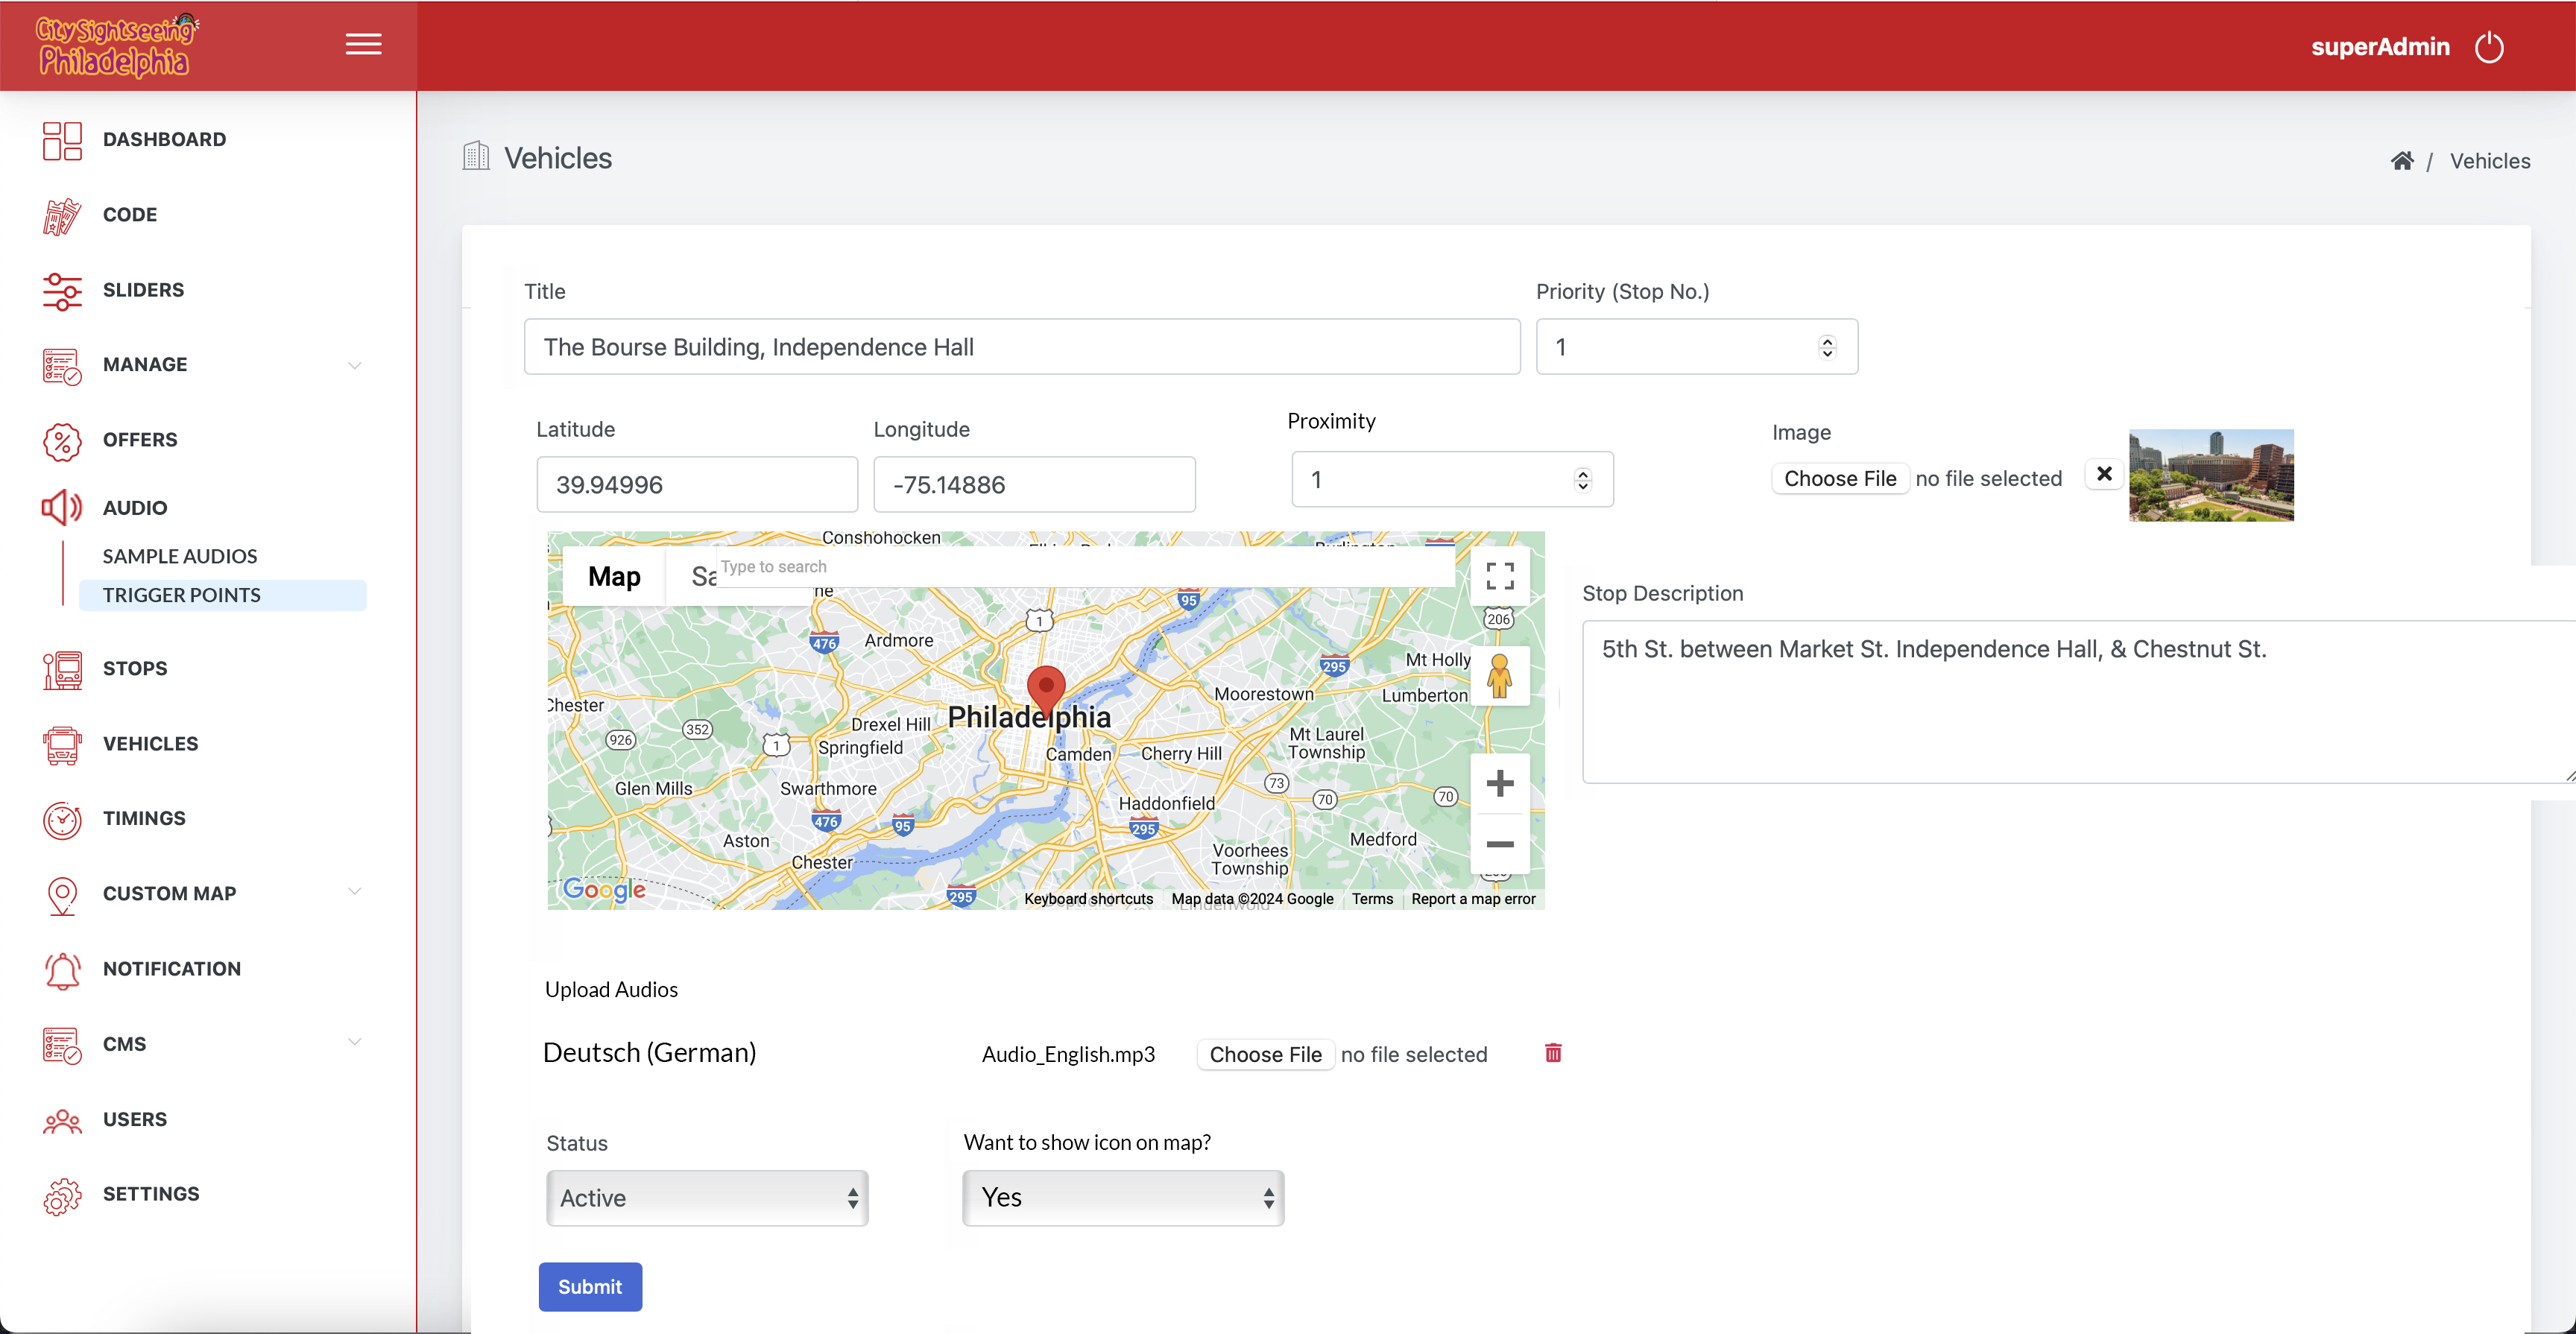 City Sightseeing
Philadelphia
superAdmin
DASHBOARD
CODE
SLIDERS
MANAGE
OFFERS
AUDIO
SAMPLE AUDIOS
TRIGGER POINTS
STOPS
VEHICLES
TIMINGS
CUSTOM MAP
NOTIFICATION
CMS
USERS
SETTINGS
Vehicles
/ Vehicles
Title
Priority (Stop No.)
The Bourse Building, Independence Hall
1
Latitude
Longitude
Proximity
Image
39.94996
-75.14886
1
Choose File no file selected
Conshohocken
Map
Sa
Type to search
95
1
206
476
Ardmore
295
Mt Holly
Moorestown
Lumberton
Chester
Philadelphia
352
Drexel Hill
926
1
Springfield
Camden
Cherry Hill
Mt Laurel
Township
Glen Mills
Swarthmore
73
70
70
Haddonfield
476
95
295
Aston
Medford
Chester
Voorhees
Township
Google
295
Keyboard shortcuts
Map data ©2024 Google
Terms
Report a map error
Stop Description
5th St. between Market St. Independence Hall, & Chestnut St.
Upload Audios
Deutsch (German)
Audio_English.mp3
Choose File no file selected
Status
Want to show icon on map?
Active
Yes
Submit